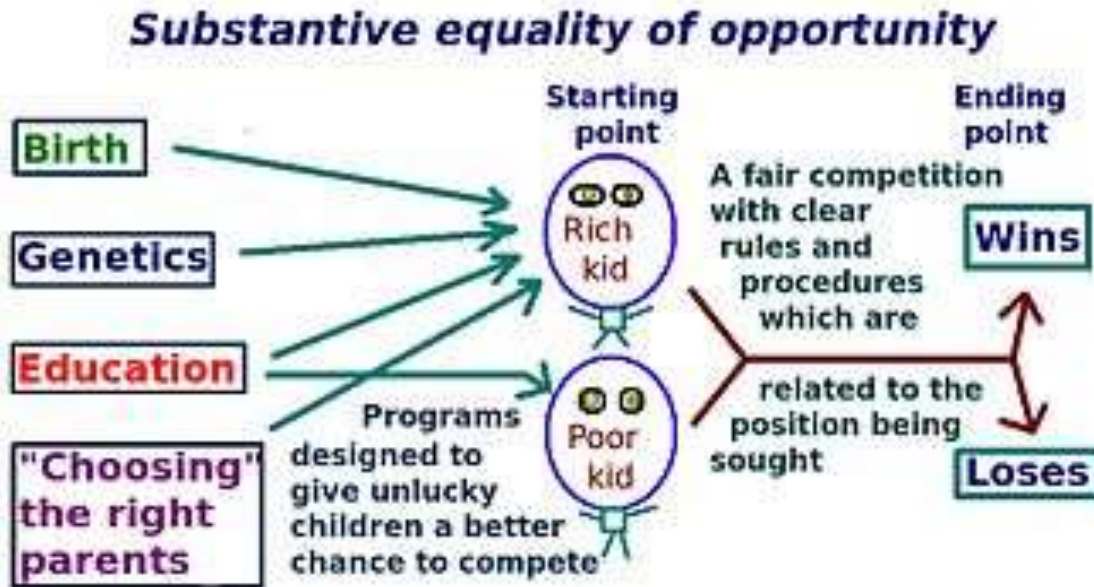 Substantive equality of opportunity
Birth
Genetics
Education
"Choosing"
the right
parents
Programs
designed to
give unlucky
children a better
chance to compete
Starting
point
Rich
kid
Poor
kid
A fair competition
with clear
rules and
procedures
which are
related to the
position being
sought
Ending
point
Wins
Loses